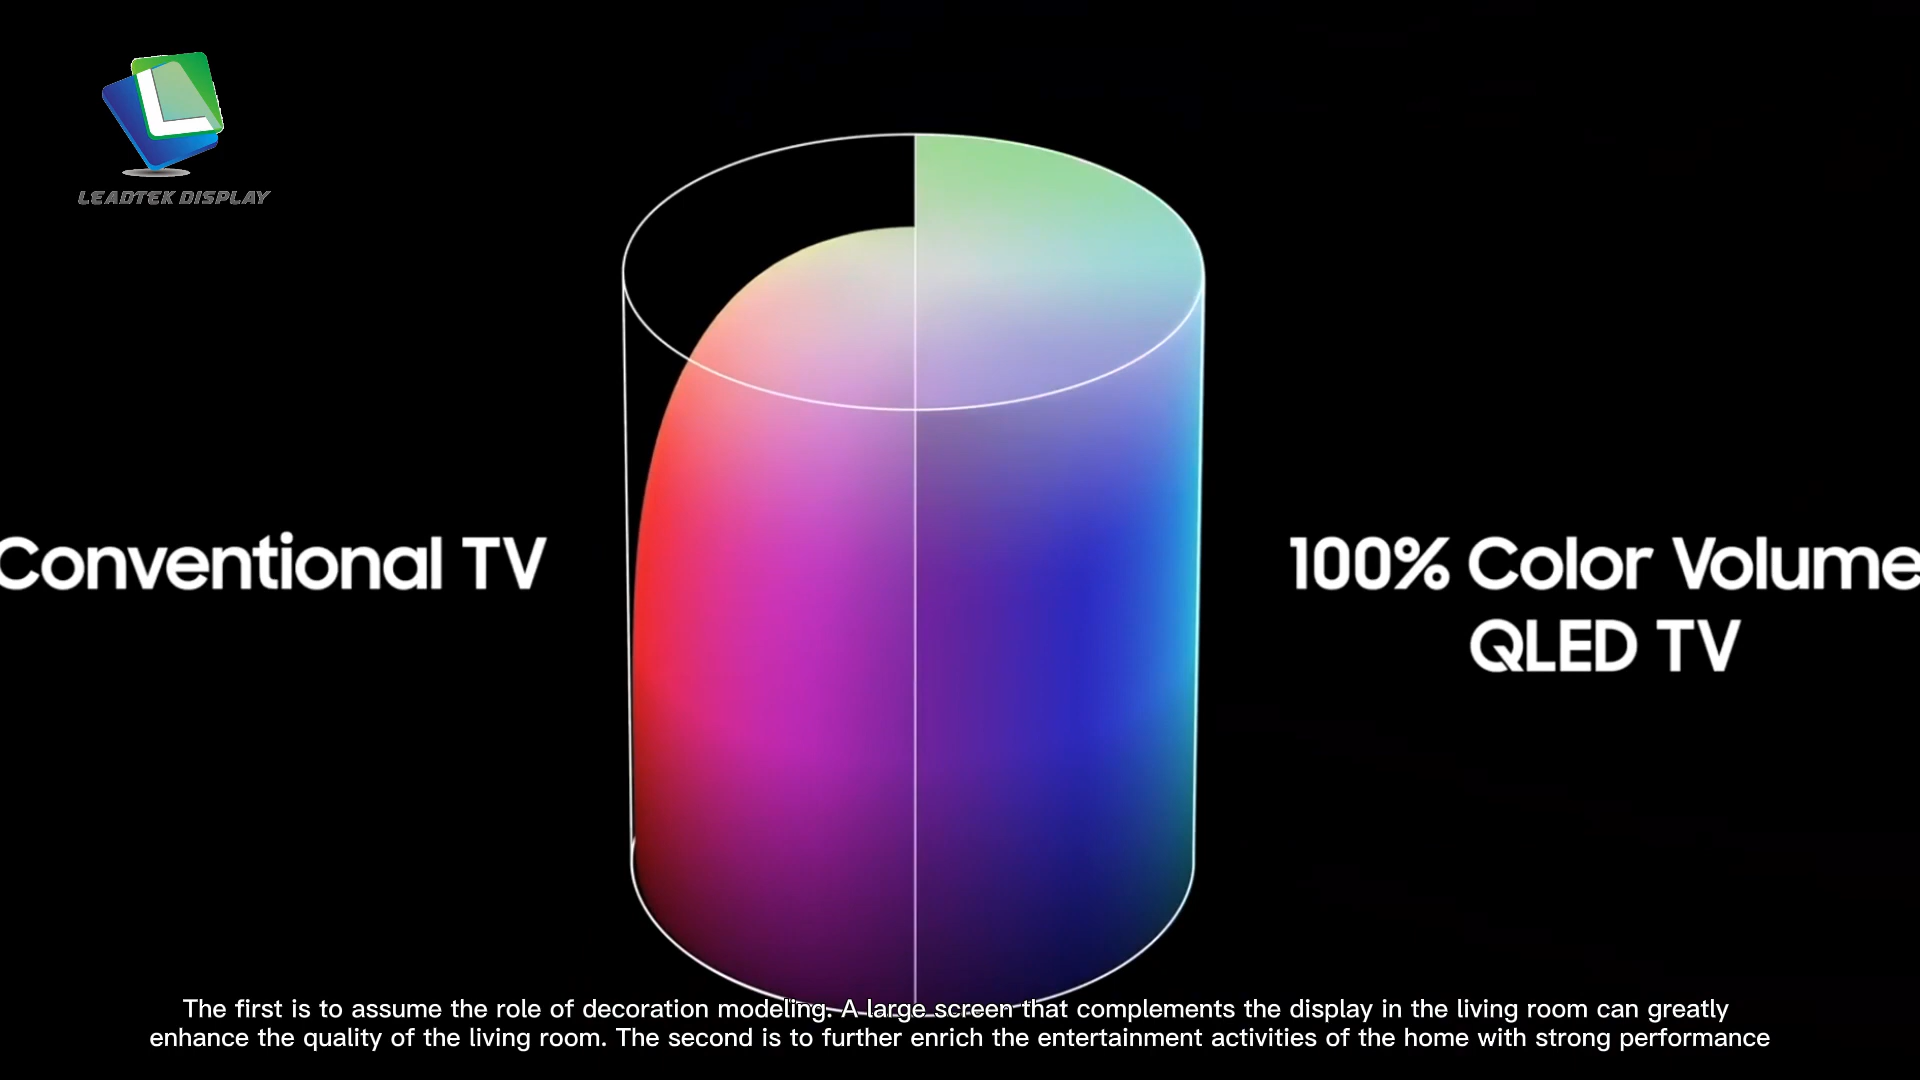 LEADTEK DISPLAY
Conventional TV
100% Color Volume
QLED TV
The first is to assume the role of decoration modeling. A large screen that complements the display in the living room can greatly
enhance the quality of the living room. The second is to further enrich the entertainment activities of the home with strong performance